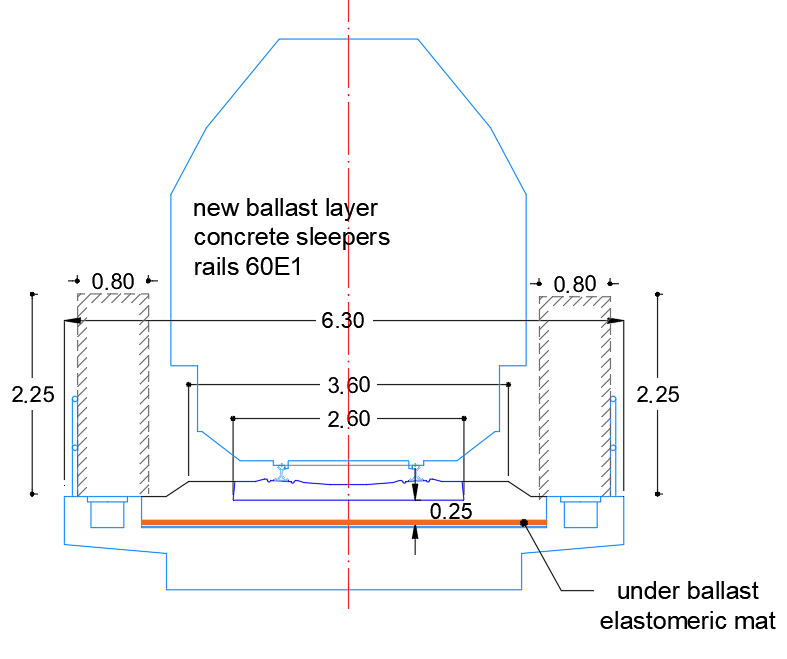 new ballast layer
concrete sleepers
rails 60E1
0.80
0.80
6.30
2.25
2.25
3.60
2.60
0.25
under ballast
elastomeric mat